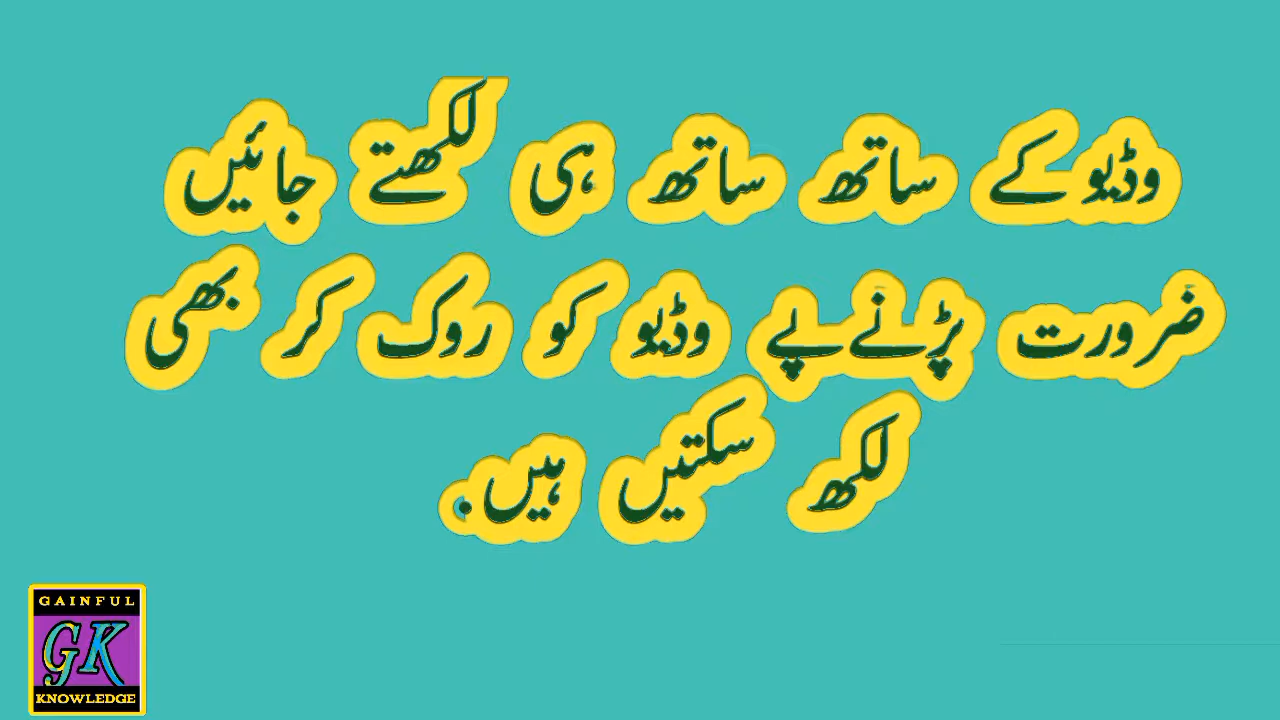 وڈیو کے ساتھ ساتھ ہی لکھتے جائیں
ضرورت پڑنے پے وڈیو کو روک کر بھی
لکھ سکتیں ہیں.
GAINFUL
GK
KNOWLEDGE